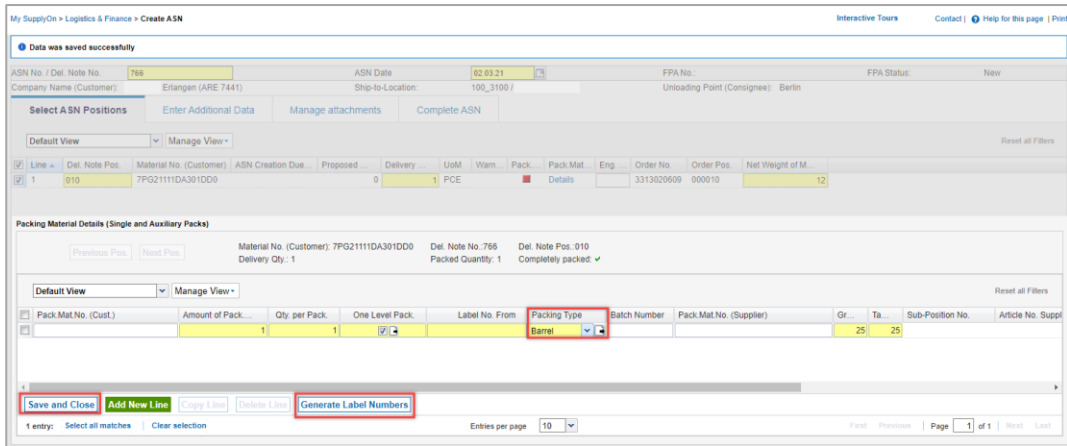 My SupplyOn > Logistics & Finance > Create ASN Interactive Tours Contact | Help for this page | Print
Data was saved successfully
ASN No. / Del. Note No. 766 ASN Date 02.03.21 FPA No.: FPA Status: New
Company Name (Customer): Erlangen (ARE 7441) Ship-to-Location: 100_3100 / Unloading Point (Consignee): Berlin
Select ASN Positions Enter Additional Data Manage attachments Complete ASN
Default View Manage View Reset all Filters
Line Del. Note Pos. Material No. (Customer) ASN Creation Due... Proposed ... Delivery ... UoM Warn... Pack... Pack.Mat... Eng. ... Order No. Order Pos. Net Weight of M...
1 010 7PG21111DA301DD0 0 1 PCE Details 3313020609 000010 12
Packing Material Details (Single and Auxiliary Packs)
Previous Pos. Next Pos. Material No. (Customer): 7PG21111DA301DD0 Del. Note No.:766 Del. Note Pos.:010
Delivery Qty.: 1 Packed Quantity: 1 Completely packed: ✔
Default View Manage View Reset all Filters
Pack.Mat.No. (Cust.) Amount of Pack.... Qty. per Pack. One Level Pack. Label No. From Packing Type Batch Number Pack.Mat.No. (Supplier) Gr... Ta... Sub-Position No. Article No. Suppl
1 1 Barrel 25 25
Save and Close Add New Line Copy Line Delete Line Generate Label Numbers
1 entry: Select all matches | Clear selection Entries per page 10 First Previous | Page 1 of 1 | Next Last